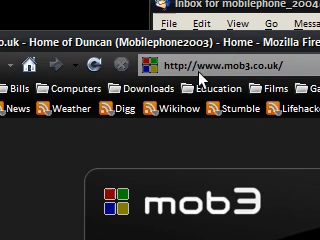 Inbox for mobilephone_2004
File Edit View Go Message
o.uk - Home of Duncan (Mobilephone2003) - Home - Mozilla Fire
http://www.mob3.co.uk/
Bills Computers Downloads Education Films Ga
News Weather Digg Wikihow Stumble Lifehack
mob3